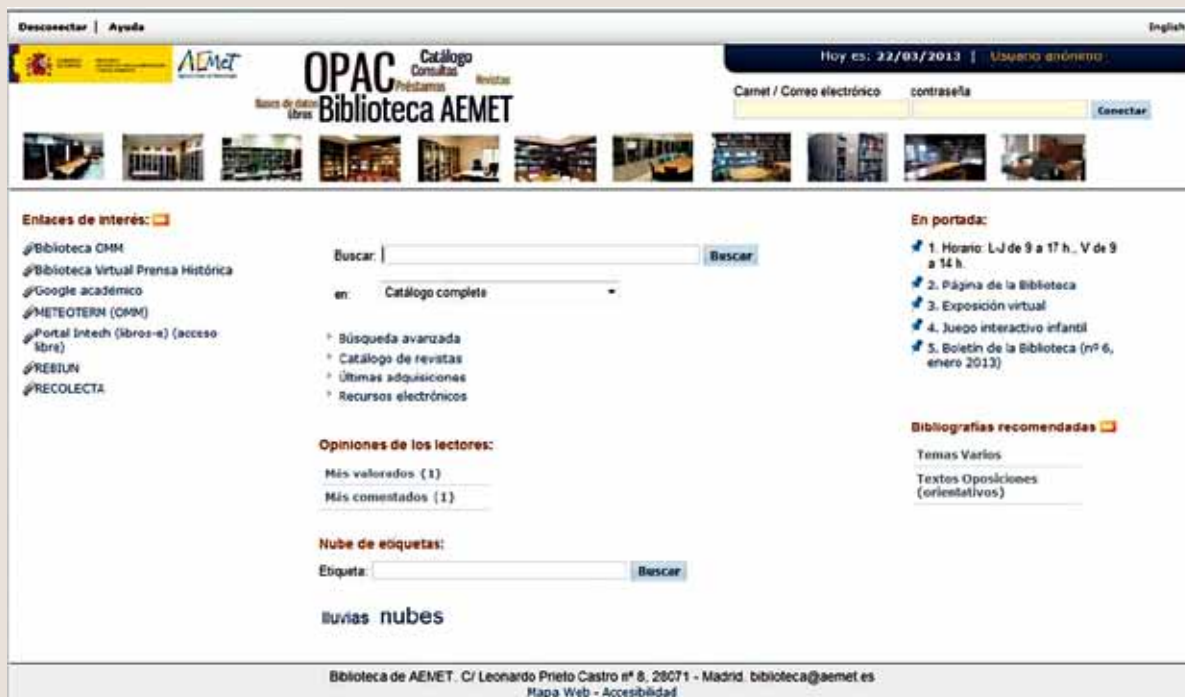 Desconectar | Ayuda
English
AEMet
OPAC
Catálogo
Consultas
Préstamos
Revistas
Bases de datos
libros
Biblioteca AEMET
Hoy es: 22/03/2013 | Usuario anónimo
Carnet / Correo electrónico contraseña
Conectar
Enlaces de interés:
Biblioteca OMM
Biblioteca Virtual Prensa Histórica
Google académico
METEOTERM (OMM)
Portal Intech (libros-e) (acceso
libre)
REBIUN
RECOLECTA
Buscar: Buscar
en: Catálogo completo
Búsqueda avanzada
Catálogo de revistas
Últimas adquisiciones
Recursos electrónicos
Opiniones de los lectores:
Más valorados (1)
Más comentados (1)
Nube de etiquetas:
Etiqueta: Buscar
lluvias nubes
En portada:
1. Horario: L-J de 9 a 17 h., V de 9
a 14 h.
2. Página de la Biblioteca
3. Exposición virtual
4. Juego interactivo infantil
5. Boletín de la Biblioteca (nº 6,
enero 2013)
Bibliografías recomendadas
Temas Varios
Textos Oposiciones
(orientativos)
Biblioteca de AEMET. C/ Leonardo Prieto Castro nº 8, 28071 - Madrid. biblioteca@aemet.es
Mapa Web - Accesibilidad